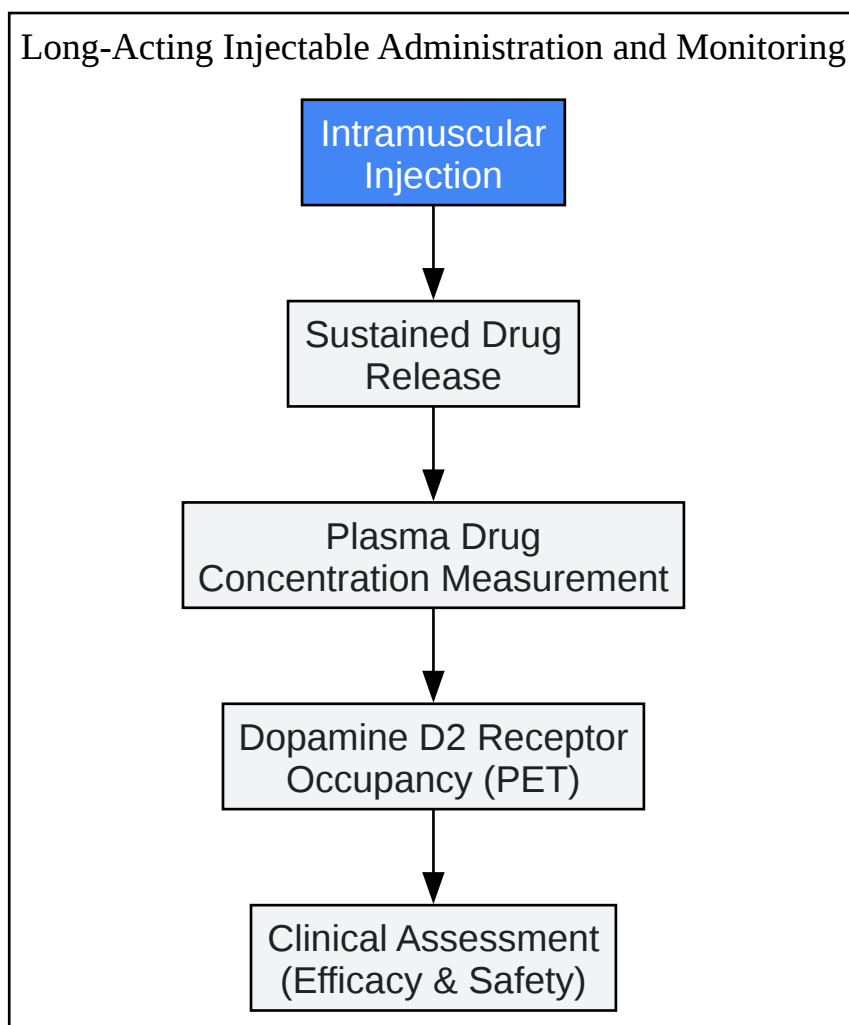 Long-Acting Injectable Administration and Monitoring
Intramuscular
Injection
Sustained Drug
Release
Plasma Drug
Concentration Measurement
Dopamine D2 Receptor
Occupancy (PET)
Clinical Assessment
(Efficacy & Safety)